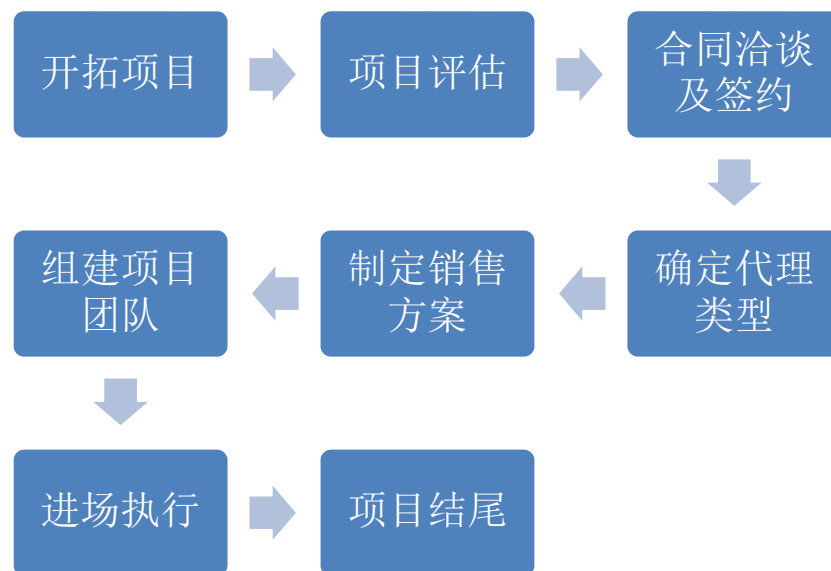 开拓项目
项目评估
合同洽谈
及签约
确定代理
类型
制定销售
方案
组建项目
团队
进场执行
项目结尾